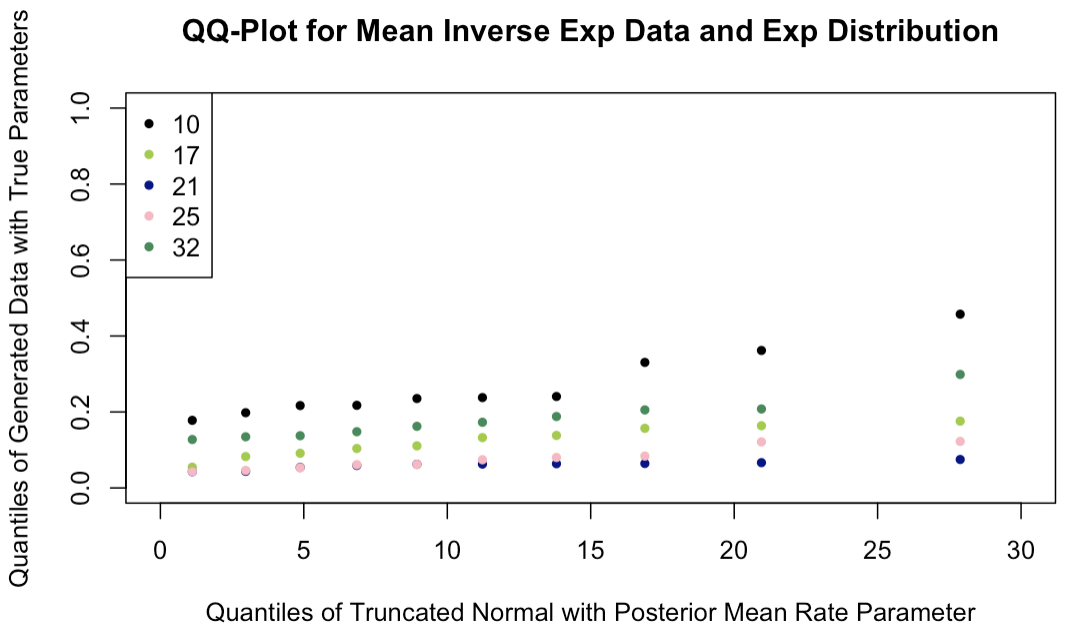 QQ-Plot for Mean Inverse Exp Data and Exp Distribution
Quantiles of Generated Data with True Parameters
1.0
0.8
0.6
0.4
0.2
0.0
10
17
21
25
32
0 5 10 15 20 25 30
Quantiles of Truncated Normal with Posterior Mean Rate Parameter